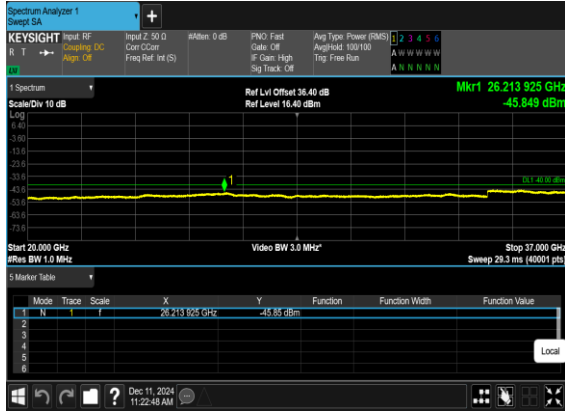 Spectrum Analyzer 1
Swept SA
+
KEYSIGHT Input: RF Input Z: 50 Ω #Atten: 0 dB PNO: Fast Avg Type: Power (RMS) 1 2 3 4 5 6
R T Coupling: DC Corr CCorr Gate: Off Avg|Hold: 100/100 A W W W W W
Align: Off Freq Ref: Int (S) IF Gain: High Trig: Free Run
LXI Sig Track: Off A N N N N N
1 Spectrum Ref Lvl Offset 36.40 dB Mkr1 26.213 925 GHz
Scale/Div 10 dB Ref Level 16.40 dBm -45.849 dBm
Log
6.40
-3.60
-13.6
-23.6
-33.6 1 DL1 -40.00 dBm
-43.6
-53.6
-63.6
-73.6
Start 20.000 GHz Video BW 3.0 MHz* Stop 37.000 GHz
#Res BW 1.0 MHz Sweep 29.3 ms (40001 pts)
5 Marker Table
Mode Trace Scale X Y Function Function Width Function Value
1 N 1 f 26.213 925 GHz -45.85 dBm
2
3
4
5
6
Local
? Dec 11, 2024
11:22:48 AM